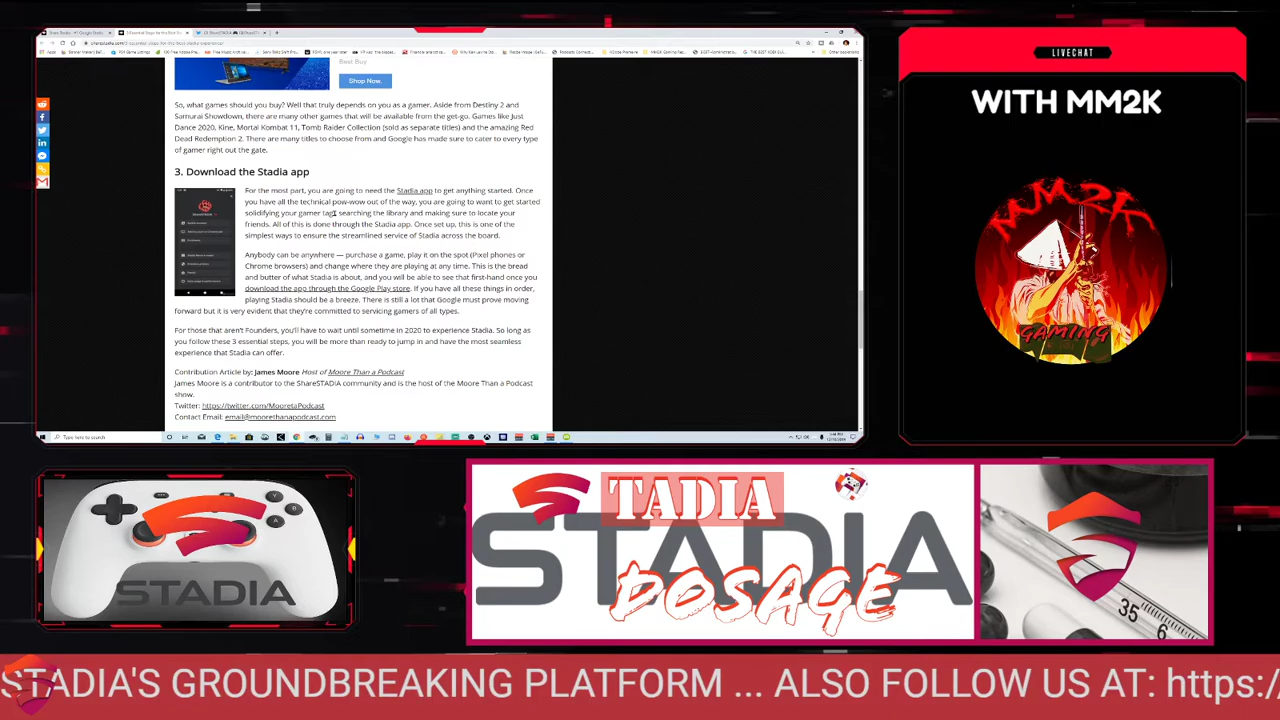 Best Buy
Shop Now.
So, what games should you buy? Well that truly depends on you as a gamer. Aside from Destiny 2 and
Samurai Showdown, there are many other games that will be available from the get-go. Games like Just
Dance 2020, Kine, Mortal Kombat 11, Tomb Raider Collection (sold as separate titles) and the amazing Red
Dead Redemption 2. There are many titles to choose from and Google has made sure to cater to every type
of gamer right out the gate.
3. Download the Stadia app
For the most part, you are going to need the Stadia app to get anything started. Once
you have all the technical pow-wow out of the way, you are going to want to get started
solidifying your gamer tag, searching the library and making sure to locate your
friends. All of this is done through the Stadia app. Once set up, this is one of the
simplest ways to ensure the streamlined service of Stadia across the board.
Anybody can be anywhere — purchase a game, play it on the spot (Pixel phones or
Chrome browsers) and change where they are playing at any time. This is the bread
and butter of what Stadia is about, and you will be able to see that first-hand once you
download the app through the Google Play store. If you have all these things in order,
playing Stadia should be a breeze. There is still a lot that Google must prove moving
forward but it is very evident that they're committed to servicing gamers of all types.
For those that aren't Founders, you'll have to wait until sometime in 2020 to experience Stadia. So long as
you follow these 3 essential steps, you will be more than ready to jump in and have the most seamless
experience that Stadia can offer.
Contribution Article by: James Moore Host of Moore Than a Podcast
James Moore is a contributor to the ShareSTADIA community and is the host of the Moore Than a Podcast
show.
Twitter: https://twitter.com/MooretaPodcast
Contact Email: email@moorethanapodcast.com
Type here to search
LIVECHAT
WITH MM2K
MM2K
GAMING
STADIA
TADIA
STADIA
DOSAGE
35
6
STADIA'S GROUNDBREAKING PLATFORM ... ALSO FOLLOW US AT: https:/